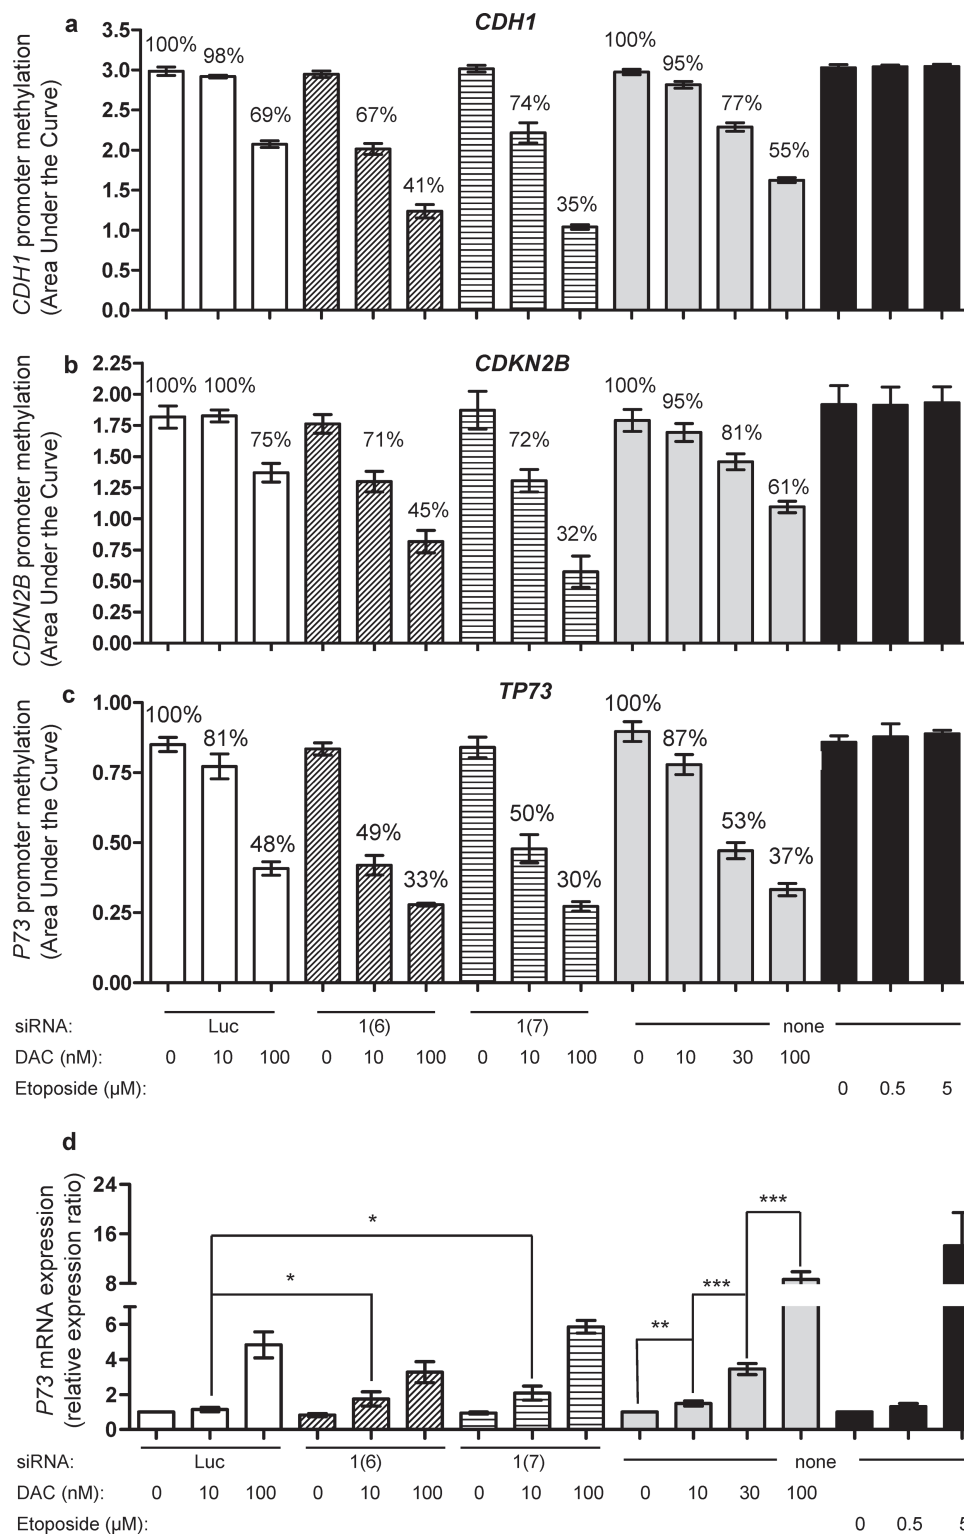 a
CDH1
CDH1 promoter methylation
(Area Under the Curve)
3.5
3.0
2.5
2.0
1.5
1.0
0.5
0.0
100% 98% 69% 67% 41% 74% 35% 100% 95% 77% 55%
b
CDKN2B
CDKN2B promoter methylation
(Area Under the Curve)
2.25
2.00
1.75
1.50
1.25
1.00
0.75
0.50
0.25
0.00
100% 100% 75% 71% 45% 72% 32% 100% 95% 81% 61%
c
TP73
P73 promoter methylation
(Area Under the Curve)
1.00
0.75
0.50
0.25
0.00
100% 81% 48% 49% 33% 50% 30% 100% 87% 53% 37%
siRNA: Luc 1(6) 1(7) none
DAC (nM): 0 10 100 0 10 100 0 10 100 0 10 30 100
Etoposide (µM): 0 0.5 5
d
P73 mRNA expression
(relative expression ratio)
24
16
8
6
4
2
0
* * ** *** ***
siRNA: Luc 1(6) 1(7) none
DAC (nM): 0 10 100 0 10 100 0 10 100 0 10 30 100
Etoposide (µM): 0 0.5 5